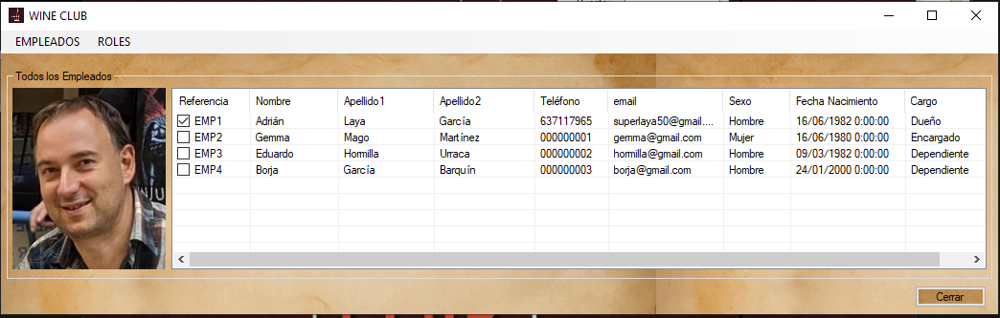 WINE CLUB
EMPLEADOS ROLES
Todos los Empleados
Referencia Nombre Apellido1 Apellido2 Teléfono email Sexo Fecha Nacimiento Cargo
EMP1 Adrián Laya García 637117965 superlaya50@gmail.... Hombre 16/06/1982 0:00:00 Dueño
EMP2 Gemma Mago Martínez 000000001 gemma@gmail.com Mujer 16/06/1980 0:00:00 Encargado
EMP3 Eduardo Hormilla Urraca 000000002 hormilla@gmail.com Hombre 09/03/1982 0:00:00 Dependiente
EMP4 Borja García Barquín 000000003 borja@gmail.com Hombre 24/01/2000 0:00:00 Dependiente
Cerrar